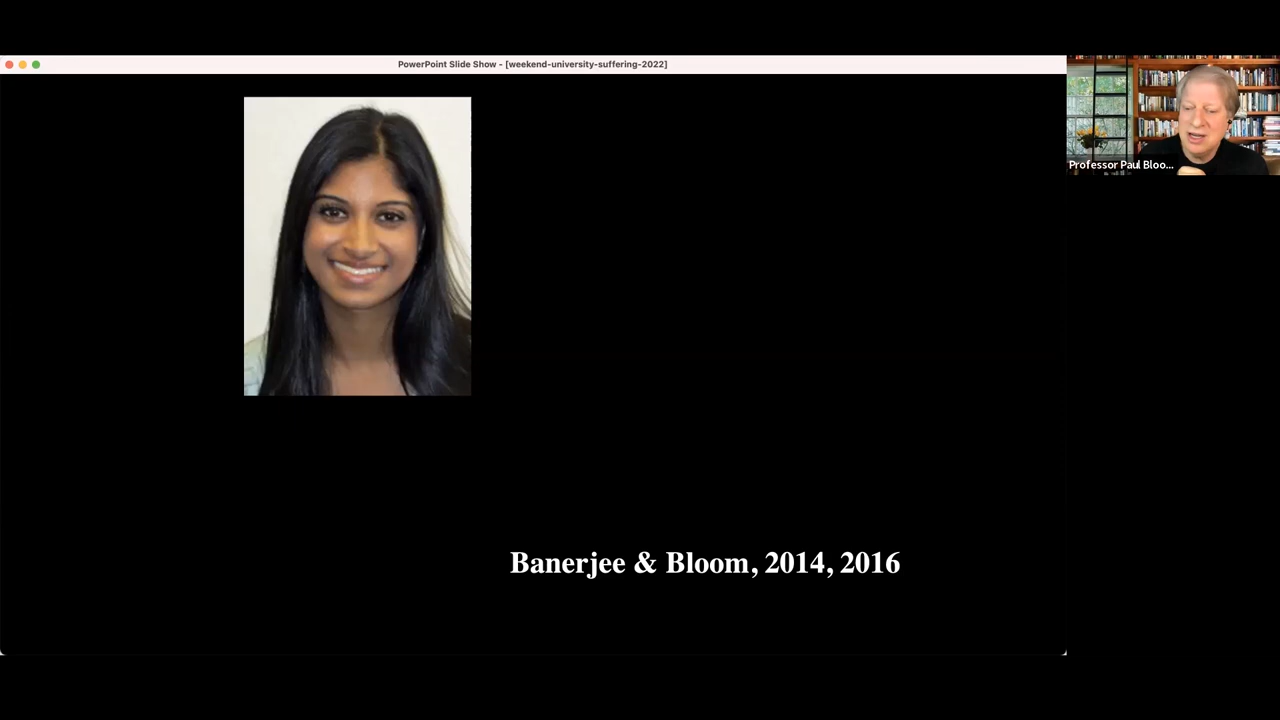 PowerPoint Slide Show - [weekend-university-suffering-2022]
Professor Paul Bloo...
Banerjee & Bloom, 2014, 2016